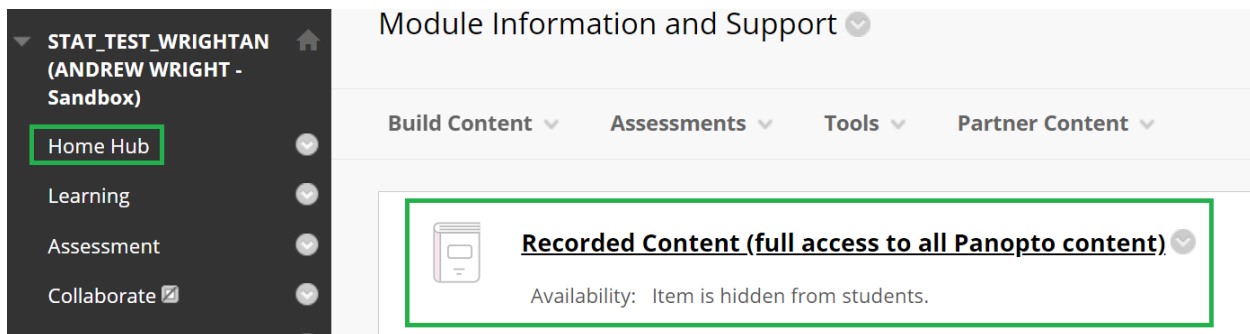 STAT_TEST_WRIGHTAN
(ANDREW WRIGHT -
Sandbox)
Home Hub
Learning
Assessment
Collaborate
Module Information and Support
Build Content
Assessments
Tools
Partner Content
Recorded Content (full access to all Panopto content)
Availability: Item is hidden from students.